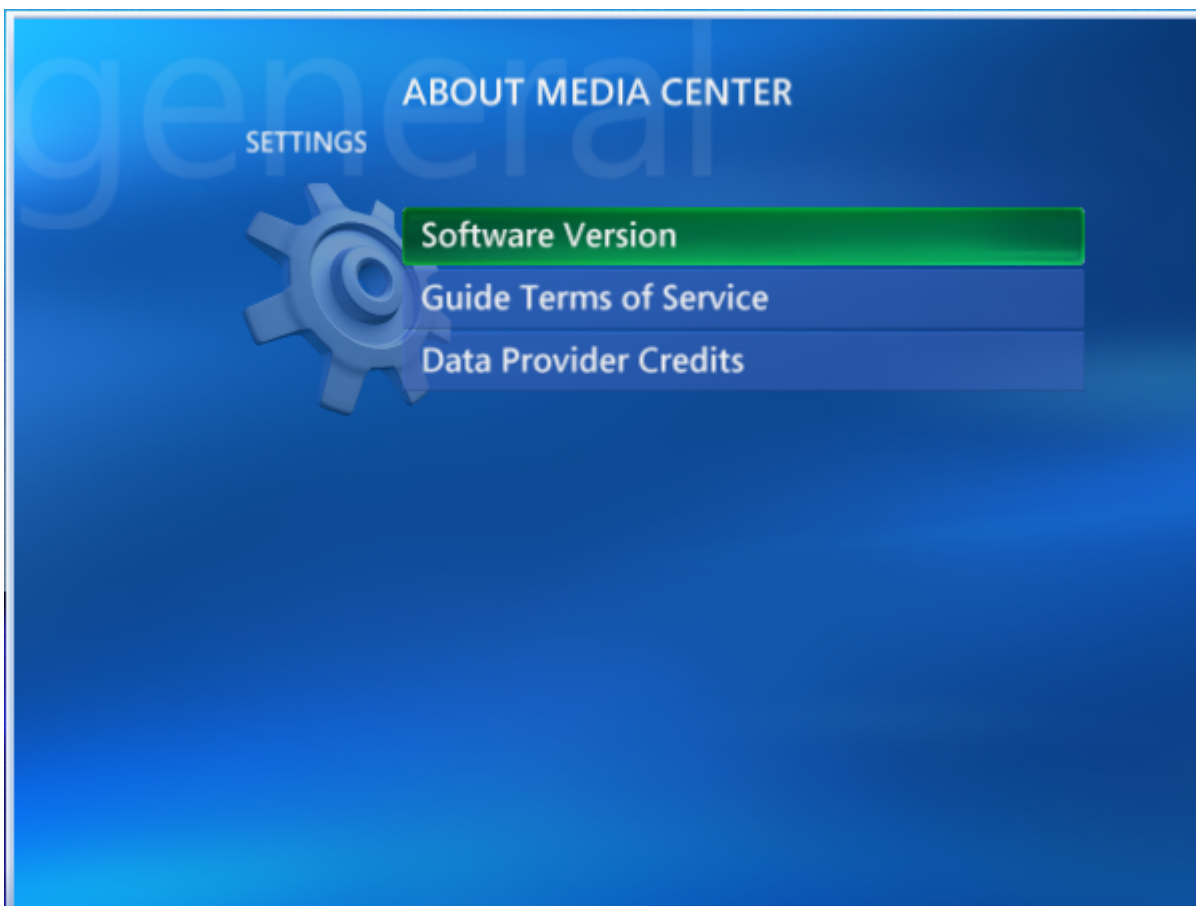 general
ABOUT MEDIA CENTER
SETTINGS
Software Version
Guide Terms of Service
Data Provider Credits